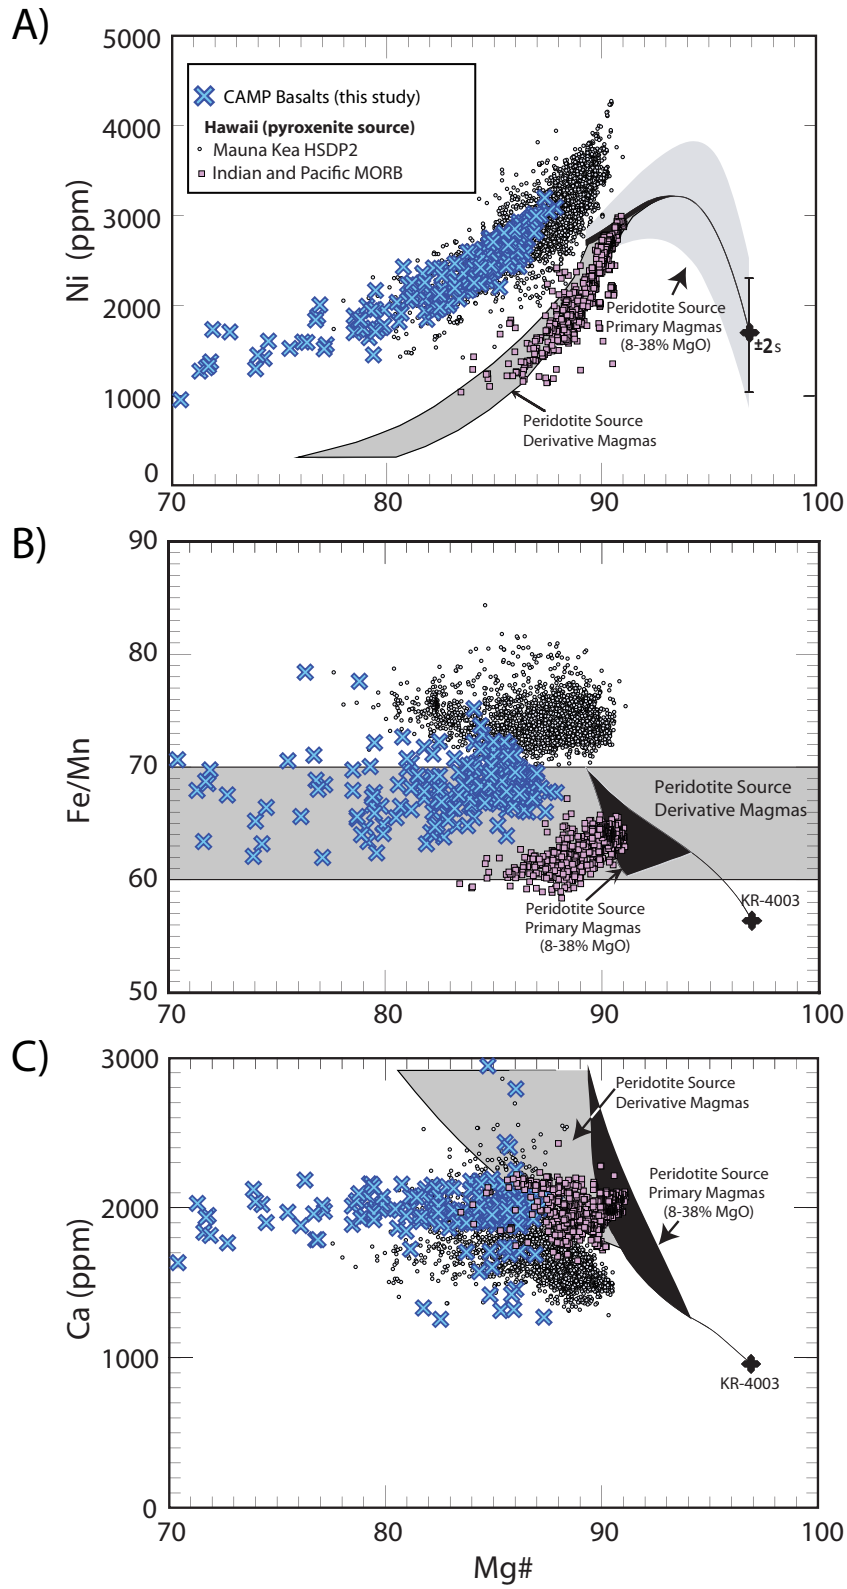 A)
5000
4000
3000
2000
1000
0
Ni (ppm)
CAMP Basalts (this study)
Hawaii (pyroxenite source)
Mauna Kea HSDP2
Indian and Pacific MORB
Peridotite Source
Primary Magmas
(8-38% MgO)
±2s
Peridotite Source
Derivative Magmas
70
80
90
100
B)
90
80
70
60
50
Fe/Mn
Peridotite Source
Derivative Magmas
KR-4003
Peridotite Source
Primary Magmas
(8-38% MgO)
70
80
90
100
C)
3000
2000
1000
0
Ca (ppm)
Peridotite Source
Derivative Magmas
Peridotite Source
Primary Magmas
(8-38% MgO)
KR-4003
70
80
90
100
Mg#